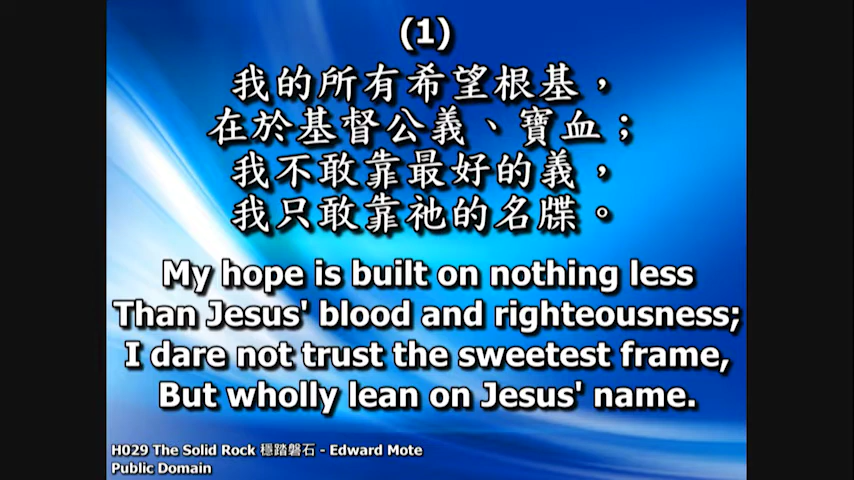 (1)
我的所有希望根基，
在於基督公義、寶血；
我不敢靠最好的義，
我只敢靠祂的名牒。
My hope is built on nothing less
Than Jesus' blood and righteousness;
I dare not trust the sweetest frame,
But wholly lean on Jesus' name.
H029 The Solid Rock 穩踏磐石 - Edward Mote
Public Domain